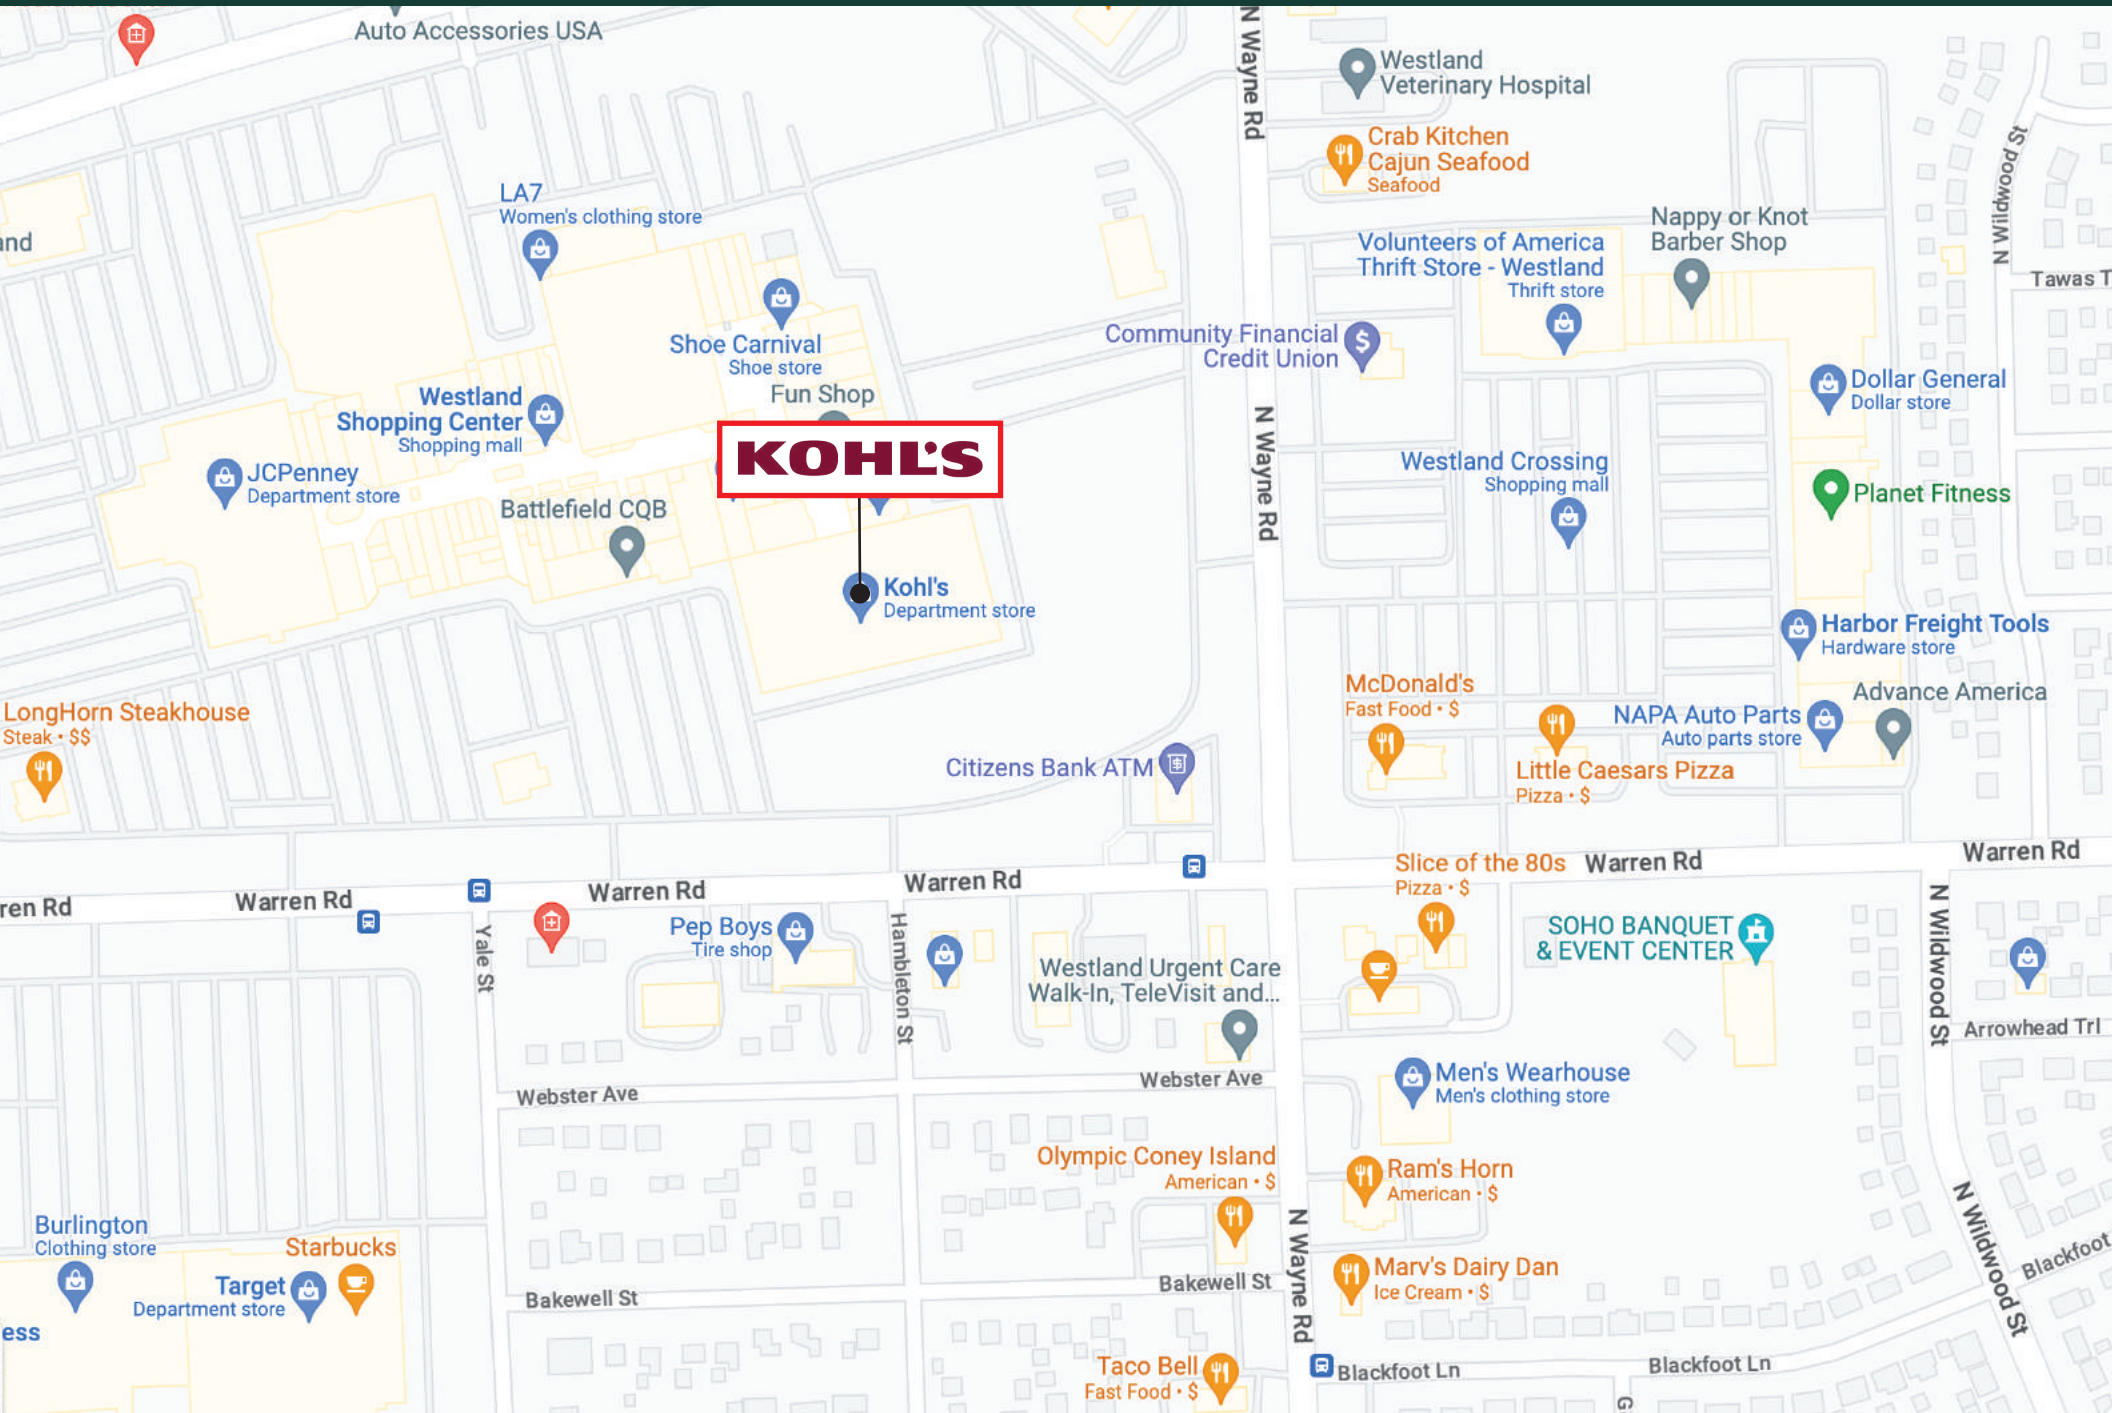 Auto Accessories USA
N Wayne Rd
Westland
Veterinary Hospital
Crab Kitchen
Cajun Seafood
Seafood
N Wildwood St
LA7
Women's clothing store
and
Nappy or Knot
Barber Shop
Volunteers of America
Thrift Store - Westland
Thrift store
Tawas T
Shoe Carnival
Shoe store
Community Financial
Credit Union
Fun Shop
Dollar General
Dollar store
Westland
Shopping Center
Shopping mall
KOHL'S
N Wayne Rd
Westland Crossing
Shopping mall
JCPenney
Department store
Planet Fitness
Battlefield CQB
Kohl's
Department store
Harbor Freight Tools
Hardware store
McDonald's
Fast Food • $
Advance America
LongHorn Steakhouse
Steak • $$
NAPA Auto Parts
Auto parts store
Citizens Bank ATM
Little Caesars Pizza
Pizza • $
Slice of the 80s
Pizza • $
Warren Rd
Warren Rd
Warren Rd
Warren Rd
Warren Rd
ren Rd
Yale St
Pep Boys
Tire shop
Hambleton St
SOHO BANQUET
& EVENT CENTER
N Wildwood St
Westland Urgent Care
Walk-In, TeleVisit and...
Arrowhead Trl
Webster Ave
Webster Ave
Men's Wearhouse
Men's clothing store
Olympic Coney Island
American • $
Ram's Horn
American • $
N Wayne Rd
N Wildwood St
Blackfoot
Burlington
Clothing store
Starbucks
Target
Department store
Marv's Dairy Dan
Ice Cream • $
Bakewell St
Bakewell St
ess
Taco Bell
Fast Food • $
Blackfoot Ln
Blackfoot Ln
G